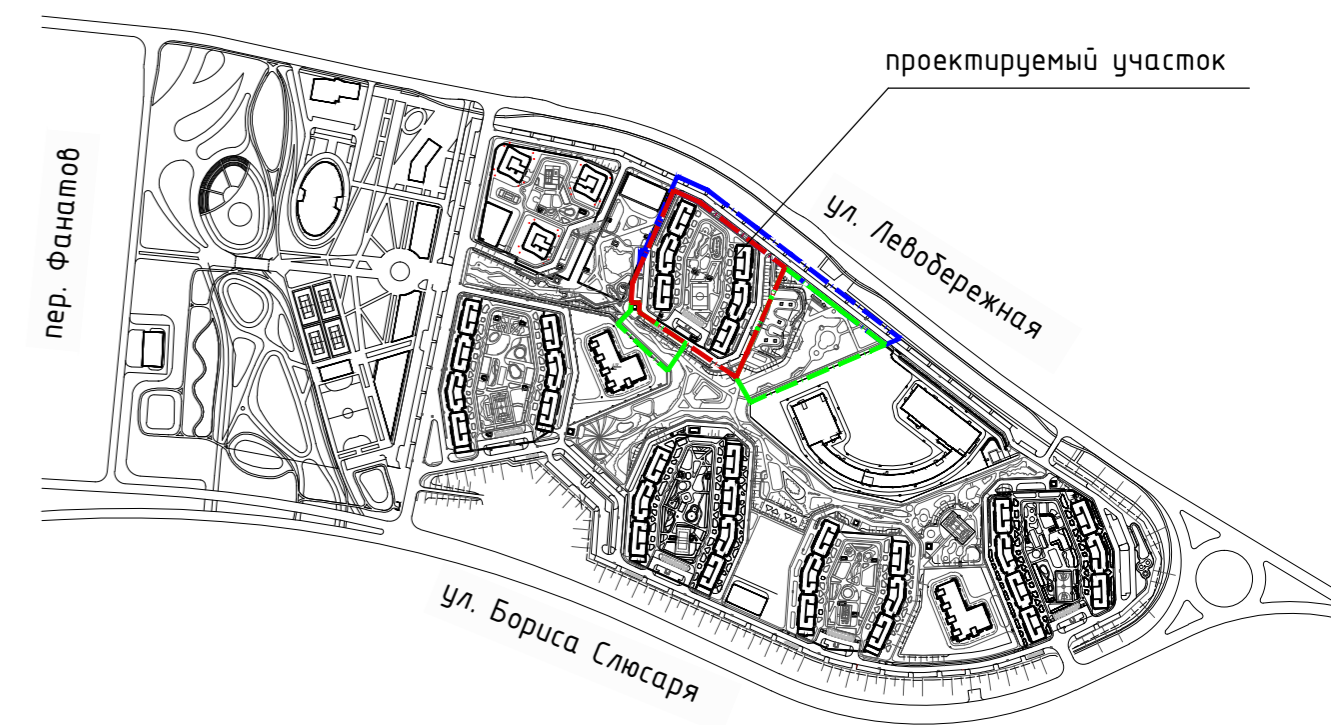 проектируемый участок
пер. Фанатов
ул. Левобережная
ул. Бориса Слюсаря